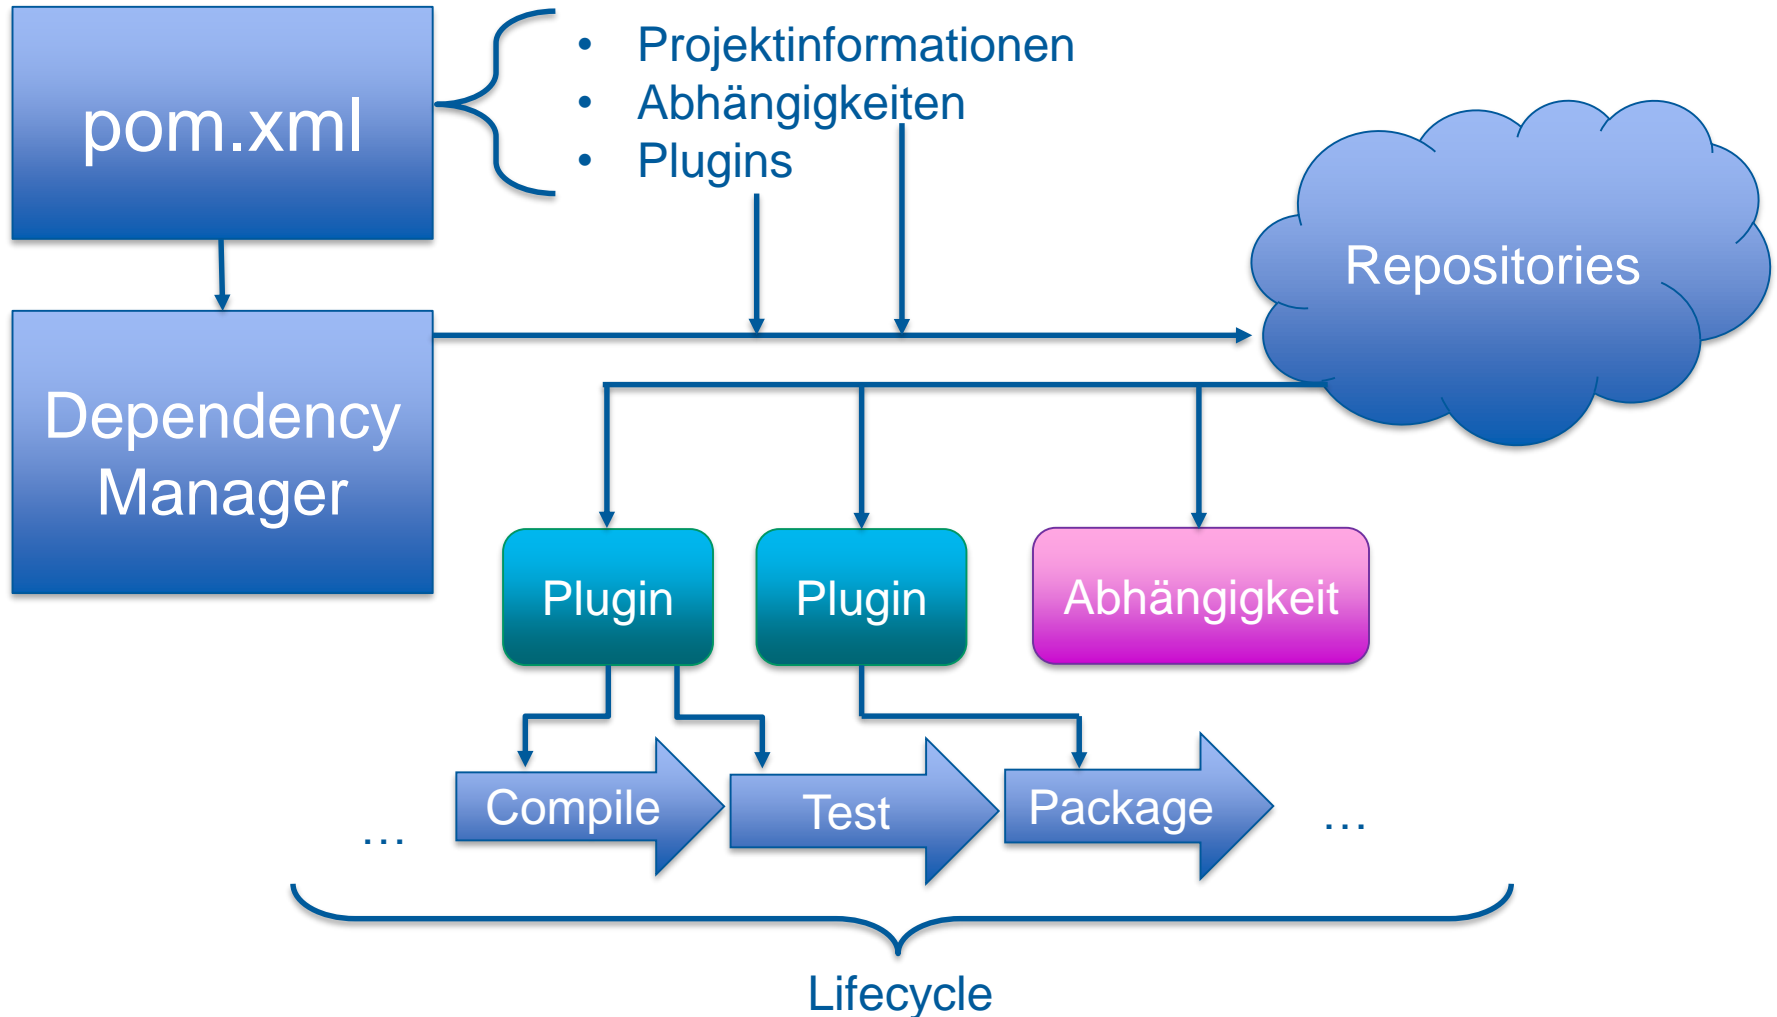 pom.xml
• Projektinformationen
• Abhängigkeiten
• Plugins
Repositories
Dependency
Manager
Plugin
Plugin
Abhängigkeit
…
Compile
Test
Package
…
Lifecycle